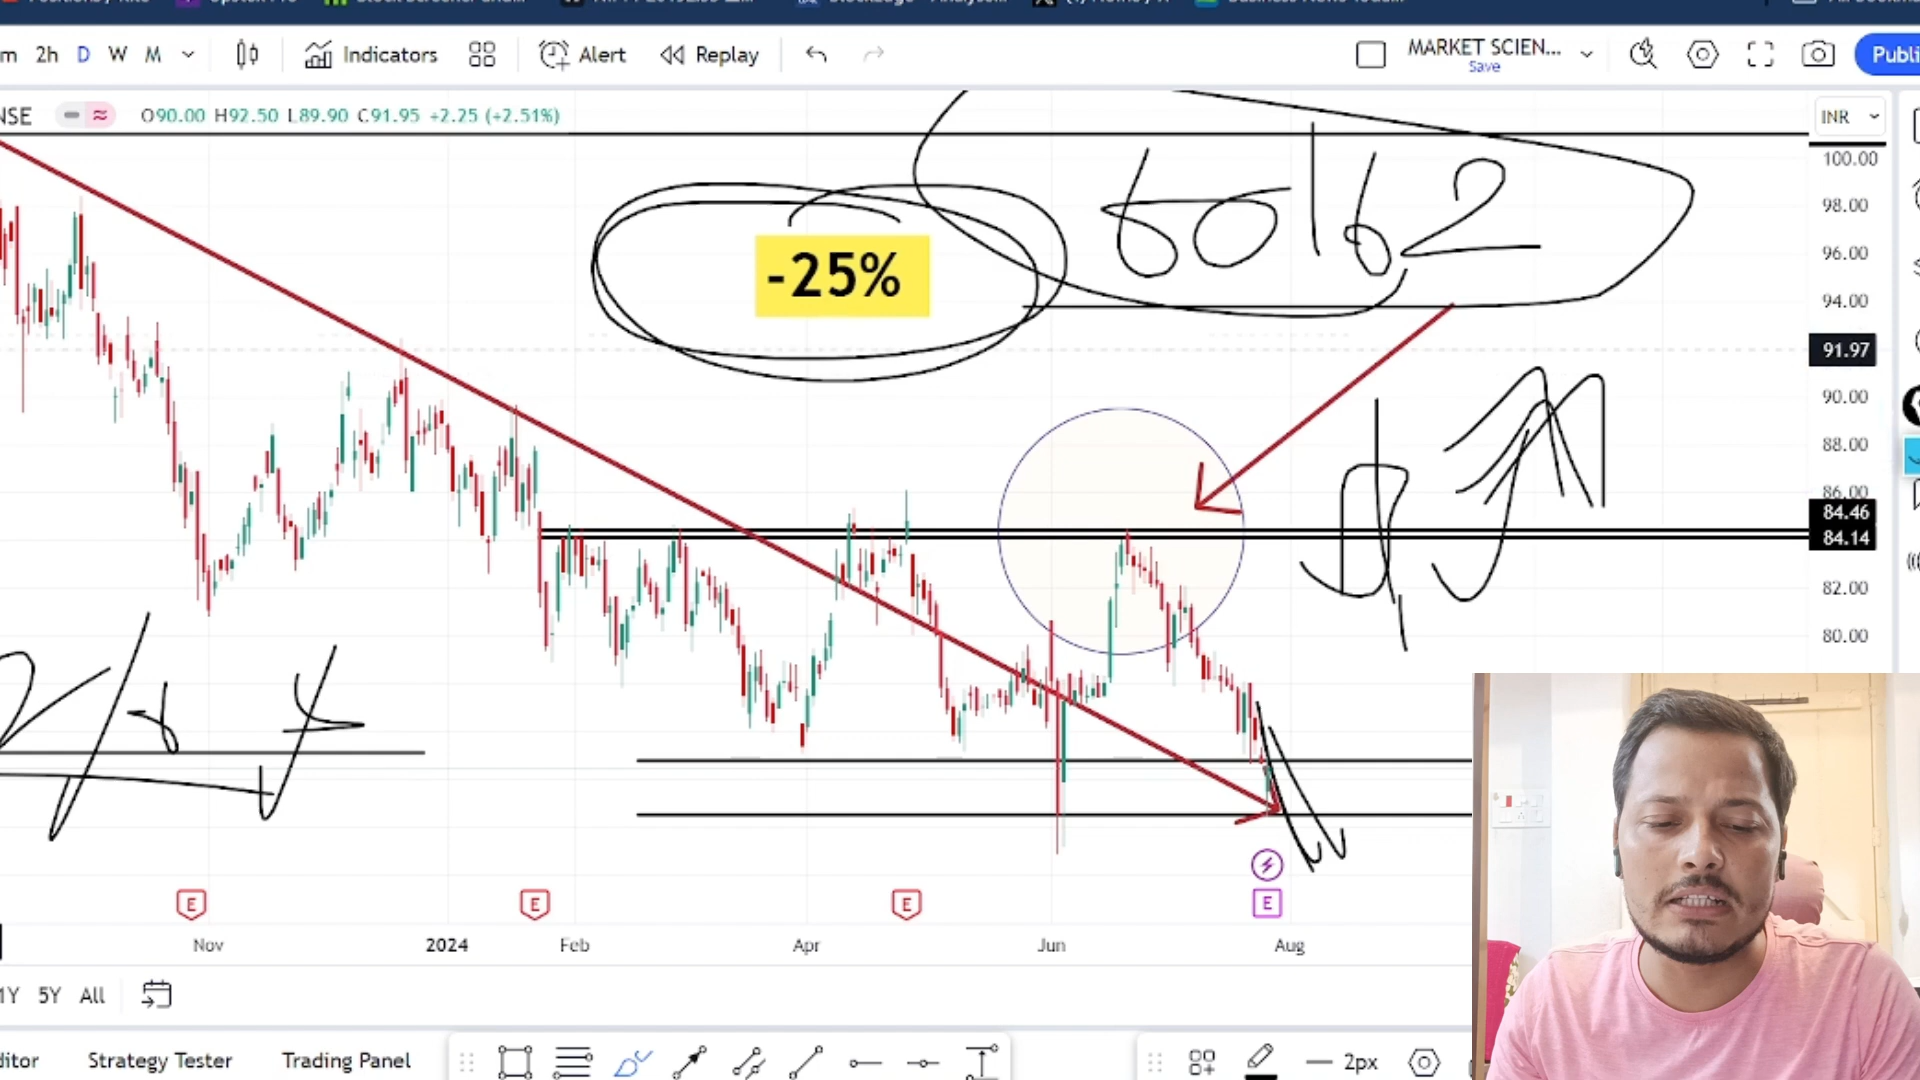 2h D W M Indicators Alert Replay MARKET SCIEN...
Save
Publi
NSE O90.00 H92.50 L89.90 C91.95 +2.25 (+2.51%)
INR
100.00
98.00
96.00
94.00
91.97
90.00
88.00
86.00
84.46
84.14
82.00
80.00
-25%
60162
E E E E
Nov 2024 Feb Apr Jun Aug
1Y 5Y All
Strategy Tester Trading Panel 2px